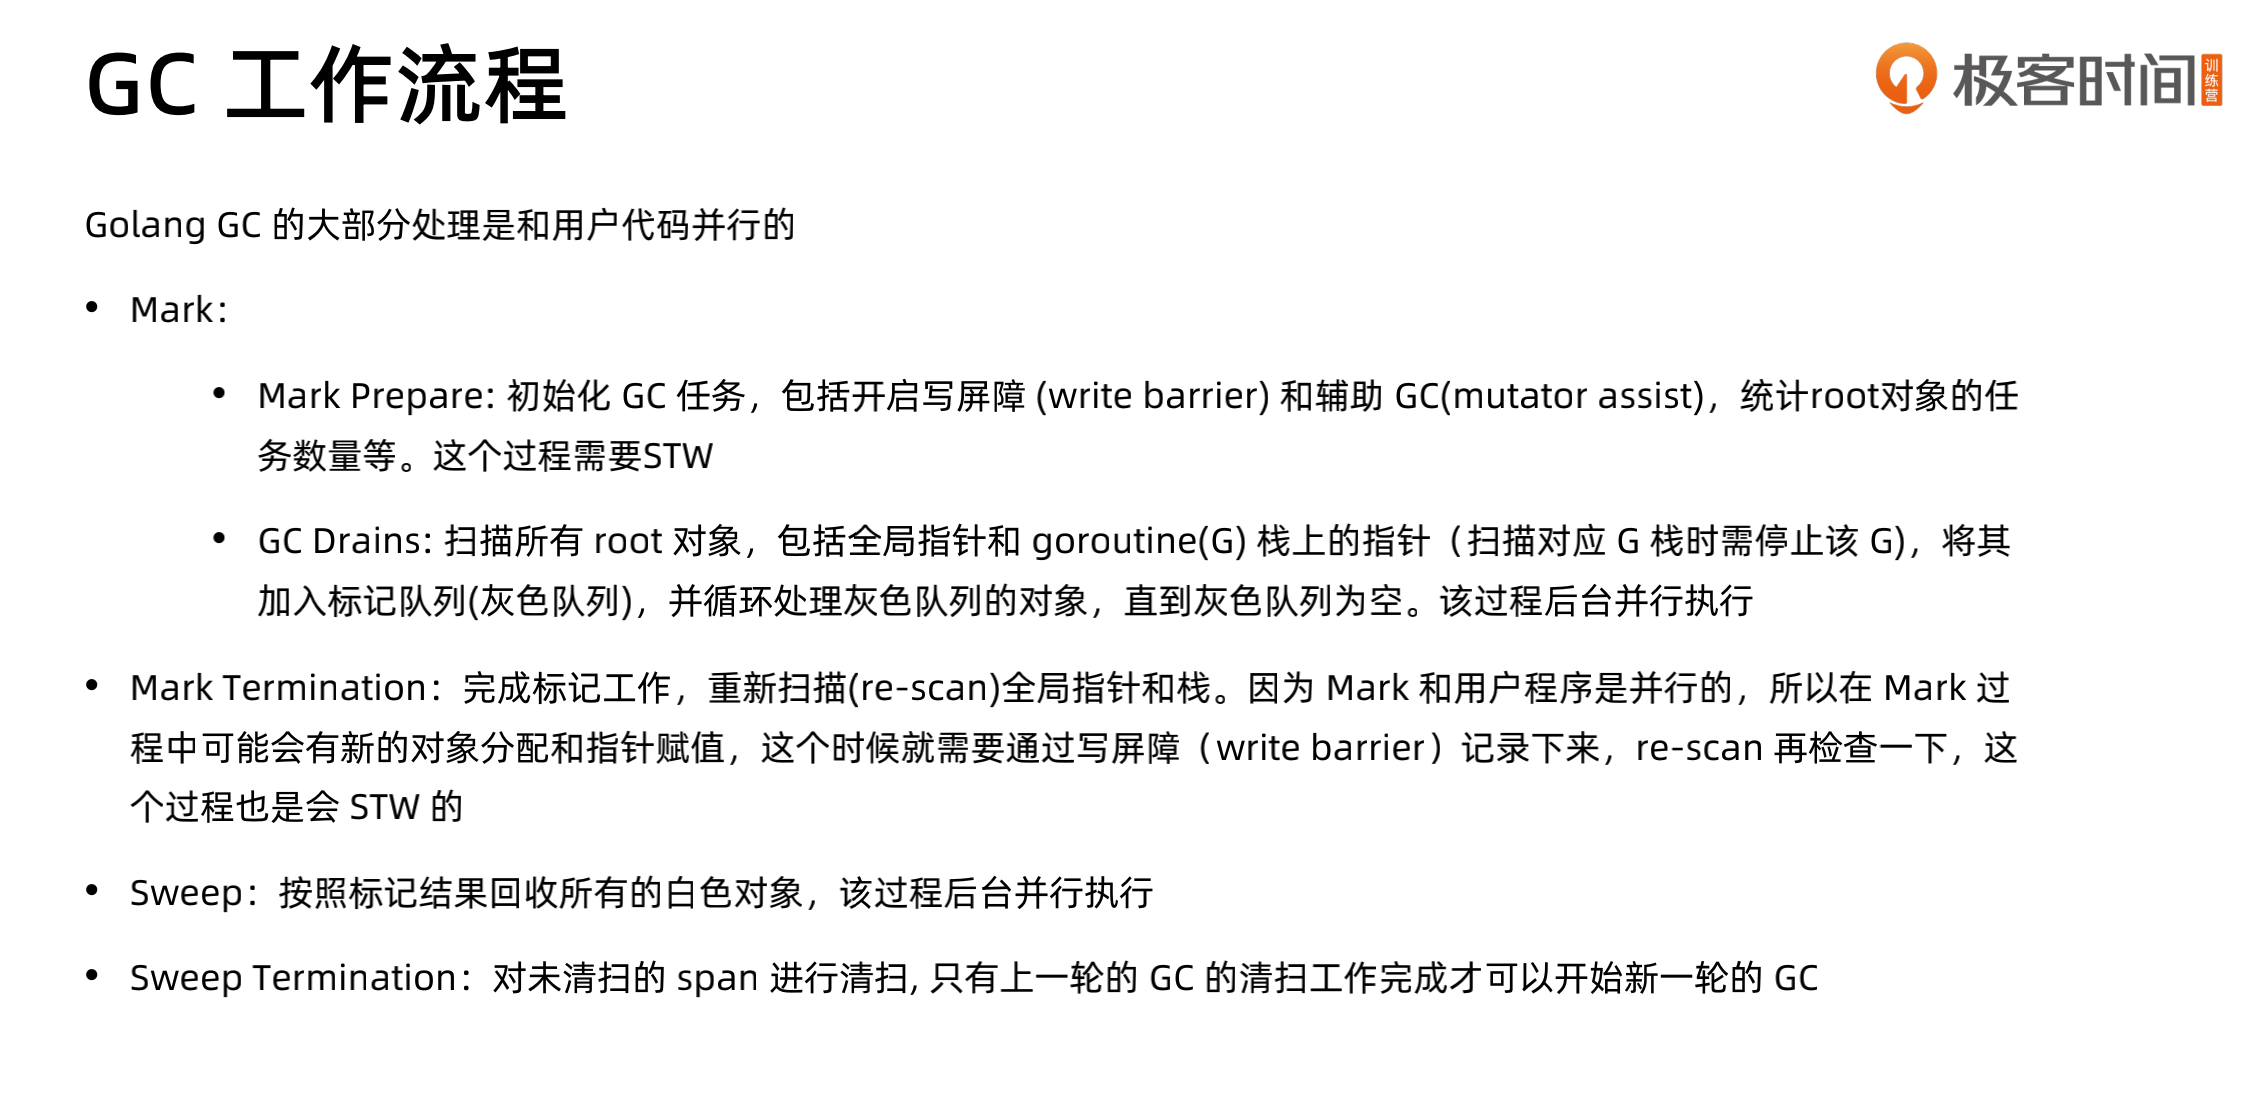 GC 工作流程
极客时间
训练营
Golang GC 的大部分处理是和用户代码并行的
• Mark：
• Mark Prepare: 初始化 GC 任务，包括开启写屏障 (write barrier) 和辅助 GC(mutator assist)，统计root对象的任
务数量等。这个过程需要STW
• GC Drains: 扫描所有 root 对象，包括全局指针和 goroutine(G) 栈上的指针（扫描对应 G 栈时需停止该 G)，将其
加入标记队列(灰色队列)，并循环处理灰色队列的对象，直到灰色队列为空。该过程后台并行执行
• Mark Termination：完成标记工作，重新扫描(re-scan)全局指针和栈。因为 Mark 和用户程序是并行的，所以在 Mark 过
程中可能会有新的对象分配和指针赋值，这个时候就需要通过写屏障（write barrier）记录下来，re-scan 再检查一下，这
个过程也是会 STW 的
• Sweep：按照标记结果回收所有的白色对象，该过程后台并行执行
• Sweep Termination：对未清扫的 span 进行清扫, 只有上一轮的 GC 的清扫工作完成才可以开始新一轮的 GC